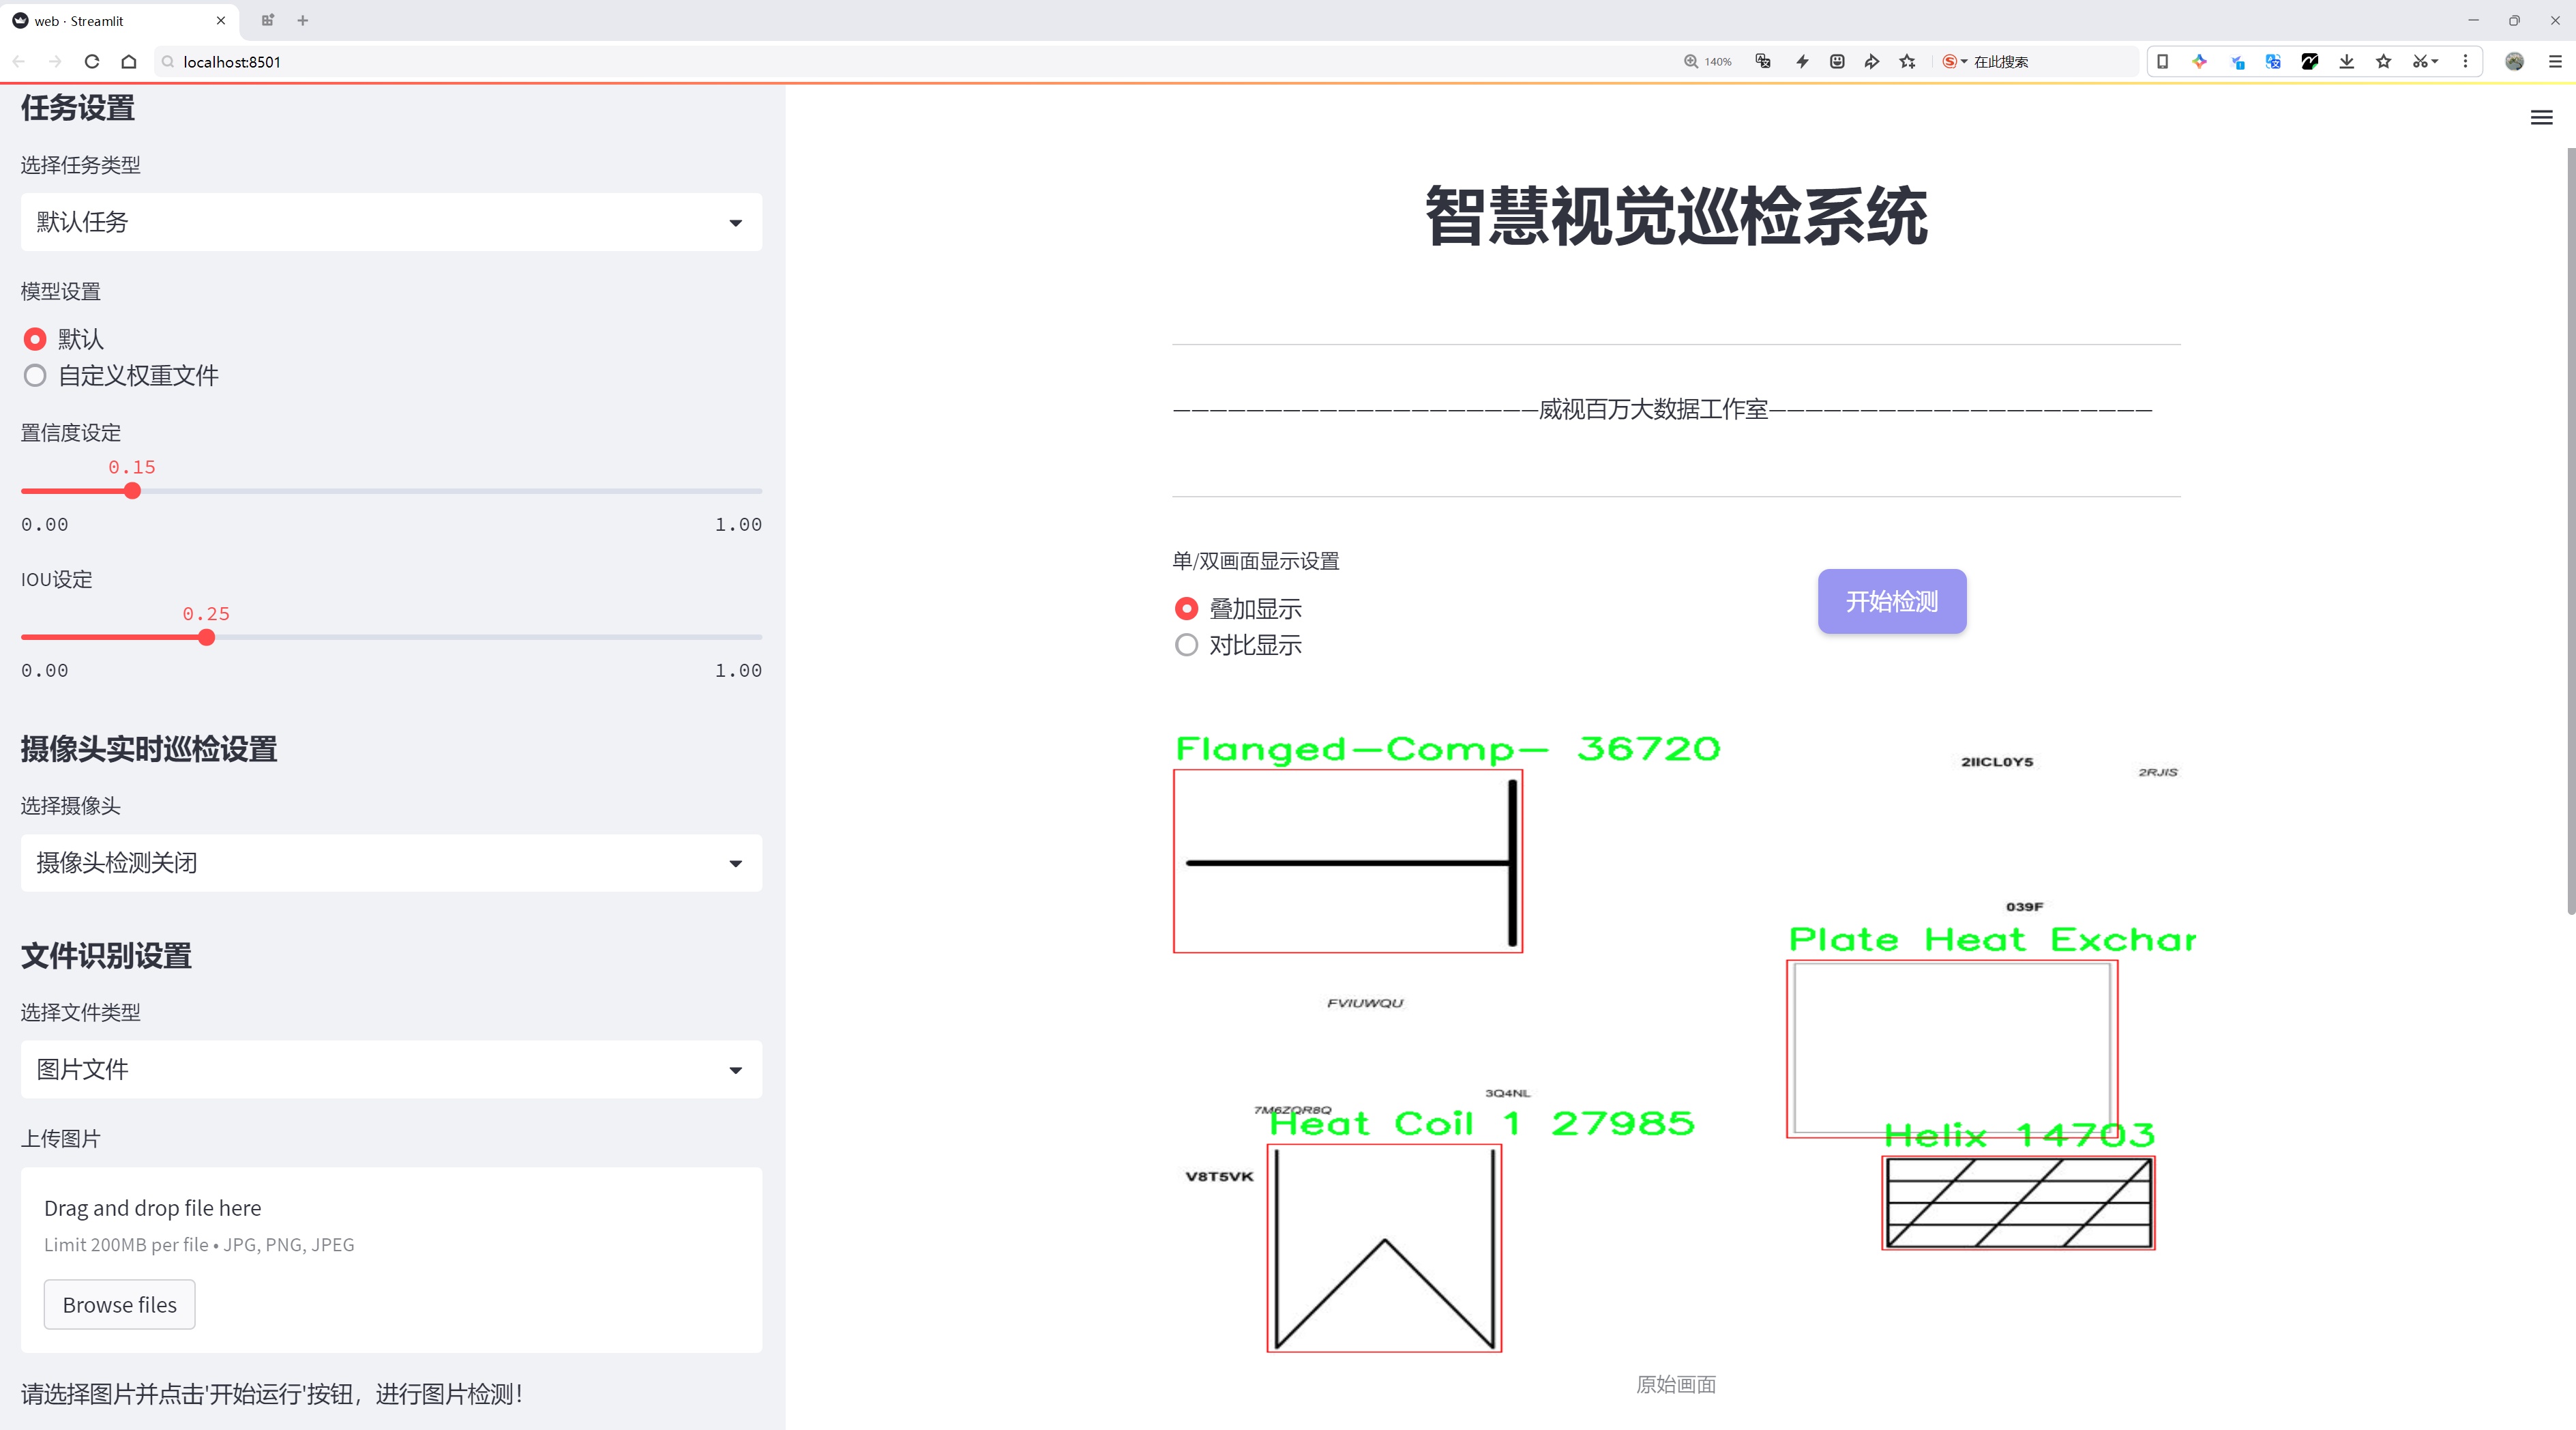 web · Streamlit
localhost:8501
140%
在此搜索
任务设置
选择任务类型
默认任务
模型设置
默认
自定义权重文件
置信度设定
0.15
0.00 1.00
IOU设定
0.25
0.00 1.00
摄像头实时巡检设置
选择摄像头
摄像头检测关闭
文件识别设置
选择文件类型
图片文件
上传图片
Drag and drop file here
Limit 200MB per file • JPG, PNG, JPEG
Browse files
请选择图片并点击'开始运行'按钮，进行图片检测！
智慧视觉巡检系统
————————————————————威视百万大数据工作室—————————————————————
单/双画面显示设置
叠加显示
对比显示
开始检测
Flanged-Comp- 36720
2IICL0Y5
2RJIS
039F
Plate Heat Exchar
FVIUWQU
3Q4NL
7M6ZQR8Q
Heat Coil 1 27985
Helix 14703
V8T5VK
原始画面